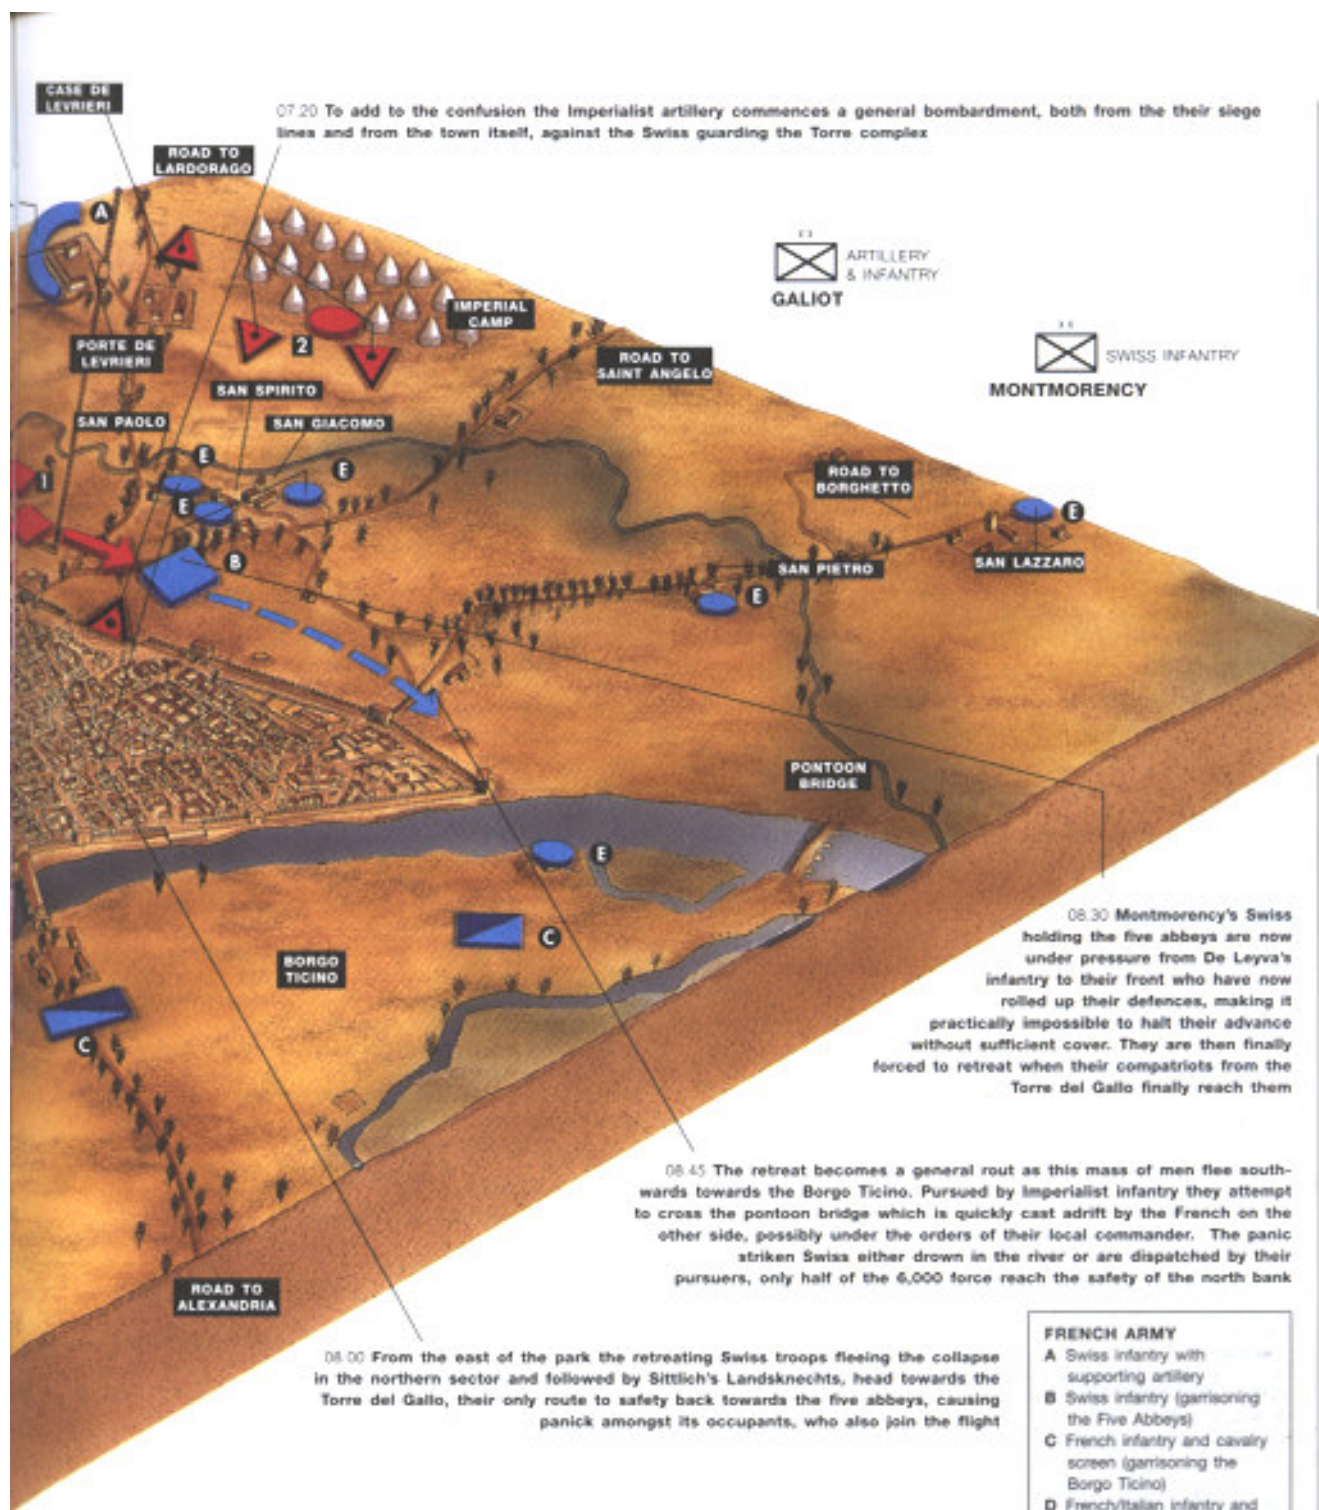 CASE DE
LEVRIERI
07.20 To add to the confusion the Imperialist artillery commences a general bombardment, both from the their siege
lines and from the town itself, against the Swiss guarding the Torre complex
ROAD TO
LARDORAGO
A
ARTILLERY
& INFANTRY
GALIOT
IMPERIAL
CAMP
SWISS INFANTRY
MONTMORENCY
PORTE DE
LEVRIERI
2
ROAD TO
SAINT ANGELO
SAN SPIRITO
SAN PAOLO
SAN GIACOMO
E
E
1
E
ROAD TO
BORGHETTO
E
B
SAN PIETRO
SAN LAZZARO
E
PONTOON
BRIDGE
E
C
BORGO
TICINO
C
08.30 Montmorency's Swiss
holding the five abbeys are now
under pressure from De Leyva's
infantry to their front who have now
rolled up their defences, making it
practically impossible to halt their advance
without sufficient cover. They are then finally
forced to retreat when their compatriots from the
Torre del Gallo finally reach them
08.45 The retreat becomes a general rout as this mass of men flee south-
wards towards the Borgo Ticino. Pursued by Imperialist infantry they attempt
to cross the pontoon bridge which is quickly cast adrift by the French on the
other side, possibly under the orders of their local commander. The panic
striken Swiss either drown in the river or are dispatched by their
pursuers, only half of the 6,000 force reach the safety of the north bank
ROAD TO
ALEXANDRIA
08.00 From the east of the park the retreating Swiss troops fleeing the collapse
in the northern sector and followed by Sittlich's Landsknechts, head towards the
Torre del Gallo, their only route to safety back towards the five abbeys, causing
panick amongst its occupants, who also join the flight
FRENCH ARMY
A Swiss infantry with
supporting artillery
B Swiss infantry (garrisoning
the Five Abbeys)
C French infantry and cavalry
screen (garrisoning the
Borgo Ticino)
D French/Italian infantry and